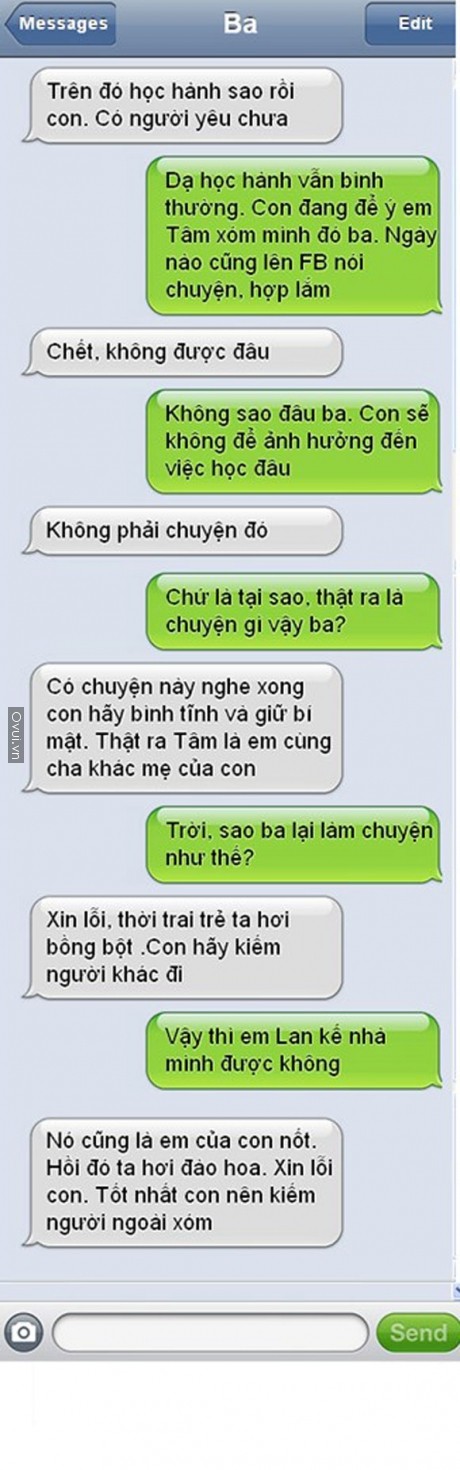 Messages
Ba
Edit
Trên đó học hành sao rồi
con. Có người yêu chưa
Dạ học hành vẫn bình
thường. Con đang để ý em
Tâm xóm mình đó ba. Ngày
nào cũng lên FB nói
chuyện, hợp lắm
Chết, không được đâu
Không sao đâu ba. Con sẽ
không để ảnh hưởng đến
việc học đâu
Không phải chuyện đó
Chứ là tại sao, thật ra là
chuyện gì vậy ba?
Có chuyện này nghe xong
con hãy bình tĩnh và giữ bí
mật. Thật ra Tâm là em cùng
cha khác mẹ của con
Trời, sao ba lại làm chuyện
như thế?
Xin lỗi, thời trai trẻ ta hơi
bồng bột .Con hãy kiếm
người khác đi
Vậy thì em Lan kế nhà
mình được không
Nó cũng là em của con nốt.
Hồi đó ta hơi đào hoa. Xin lỗi
con. Tốt nhất con nên kiếm
người ngoài xóm
Send
Ovui.vn